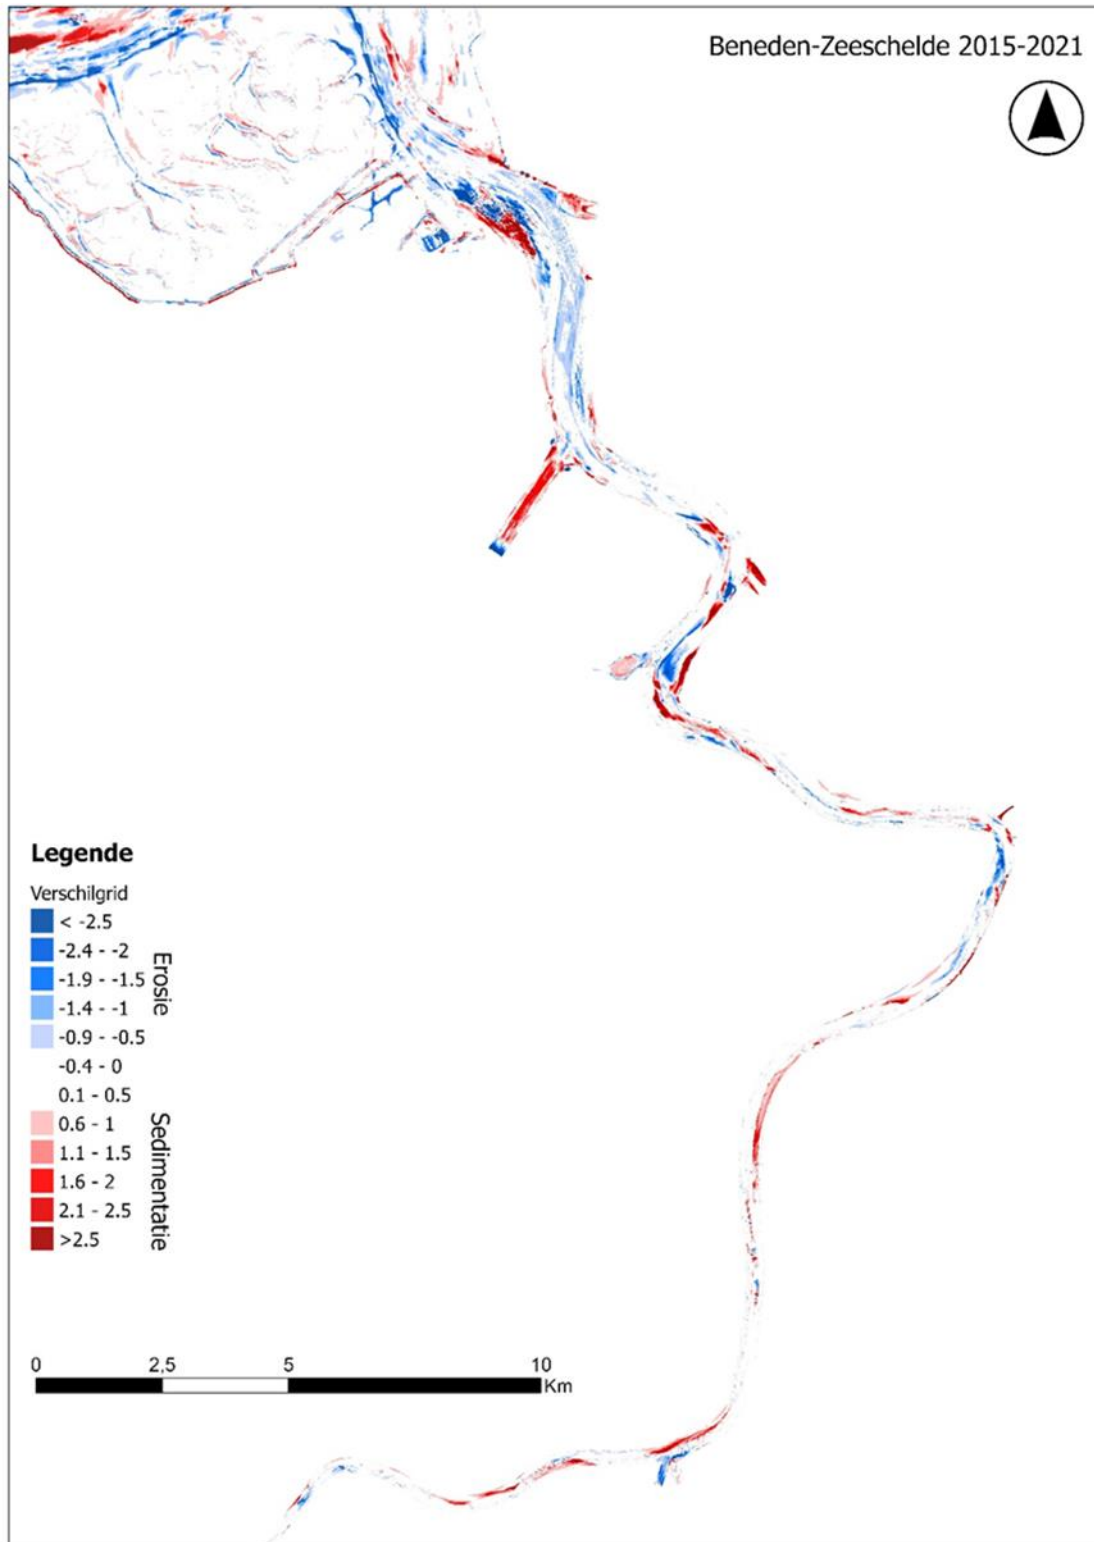 Beneden-Zeeschelde 2015-2021
Legende
Verschilgrid
< -2.5
-2.4 - -2
-1.9 - -1.5
-1.4 - -1
-0.9 - -0.5
-0.4 - 0
0.1 - 0.5
0.6 - 1
1.1 - 1.5
1.6 - 2
2.1 - 2.5
>2.5
Erosie
Sedimentatie
0 2,5 5 10
Km